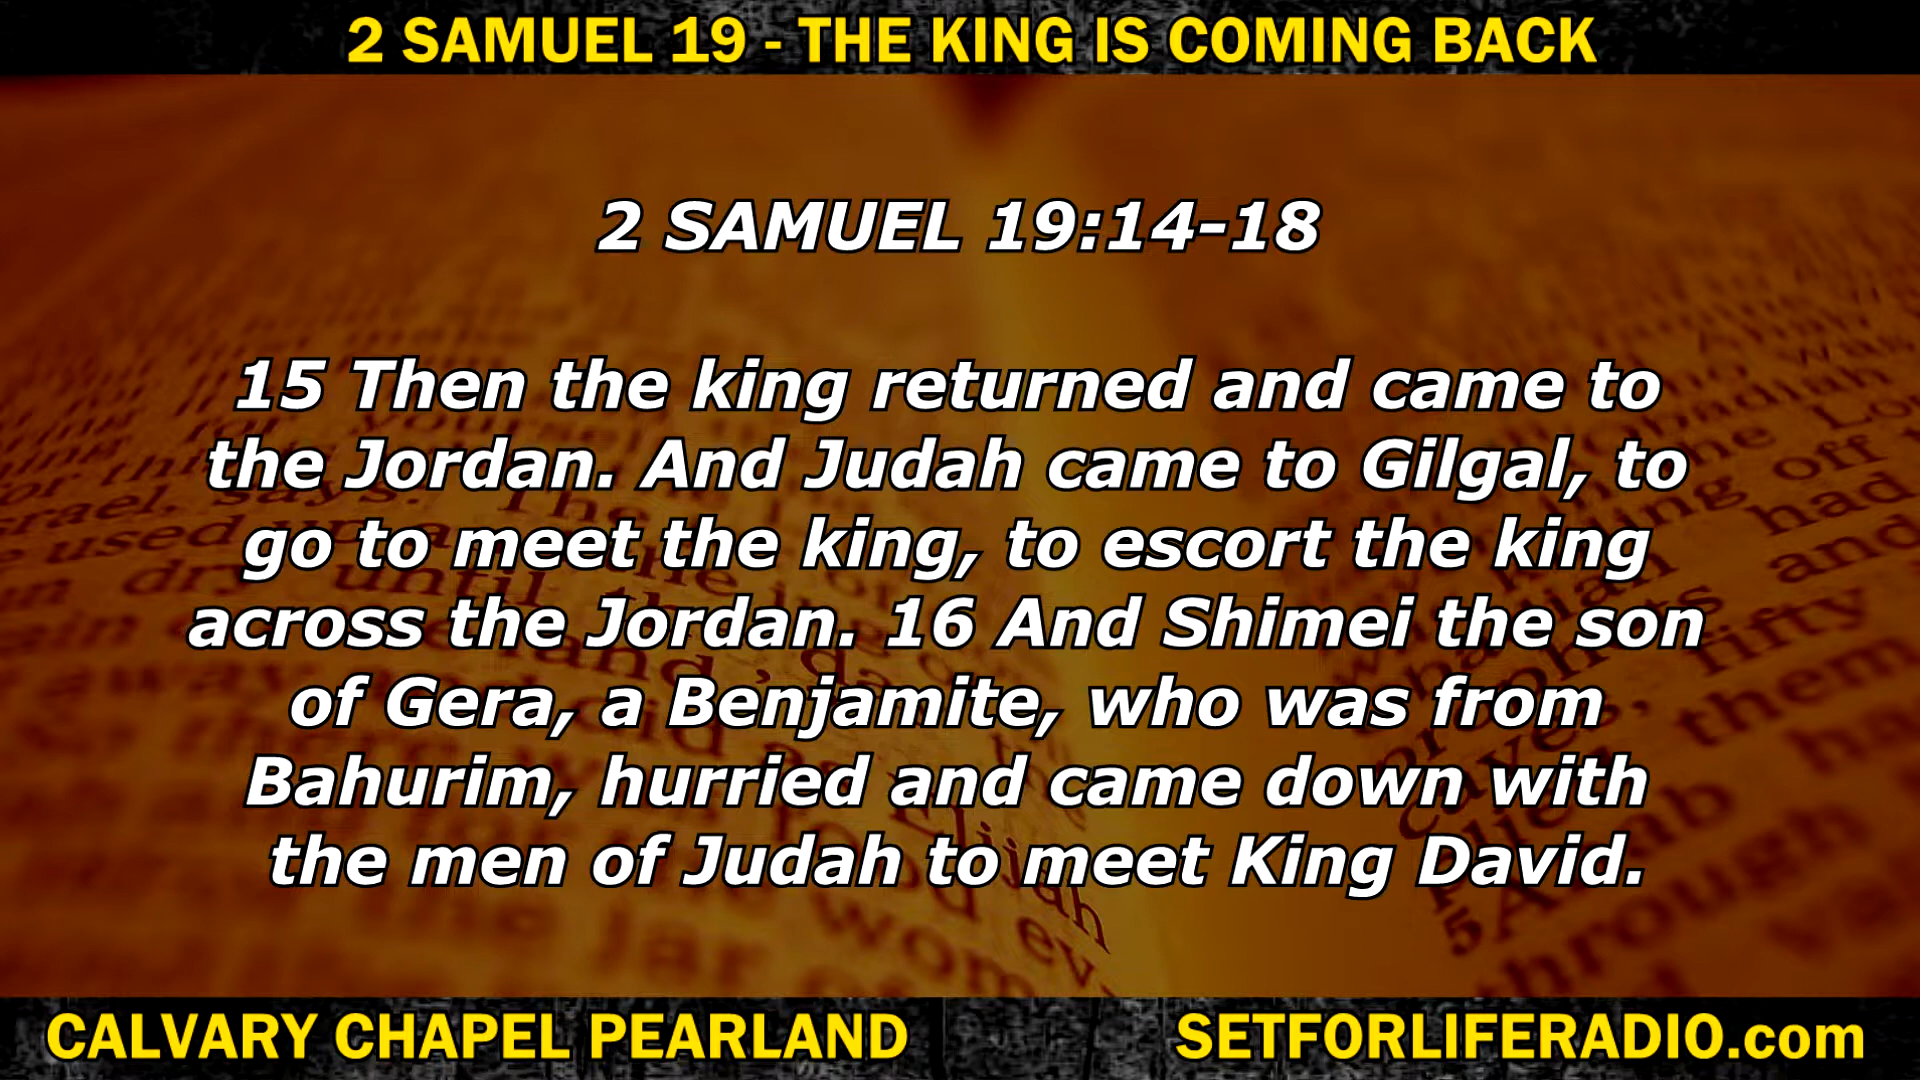 2 SAMUEL 19 - THE KING IS COMING BACK
2 SAMUEL 19:14-18
15 Then the king returned and came to
the Jordan. And Judah came to Gilgal, to
go to meet the king, to escort the king
across the Jordan. 16 And Shimei the son
of Gera, a Benjamite, who was from
Bahurim, hurried and came down with
the men of Judah to meet King David.
CALVARY CHAPEL PEARLAND
SETFORLIFERADIO.com